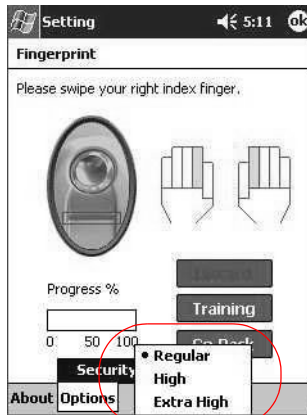 Setting 5:11 ok
Fingerprint
Please swipe your right index finger.
Progress %
Training
0 50 100
Security
• Regular
High
Extra High
About Options